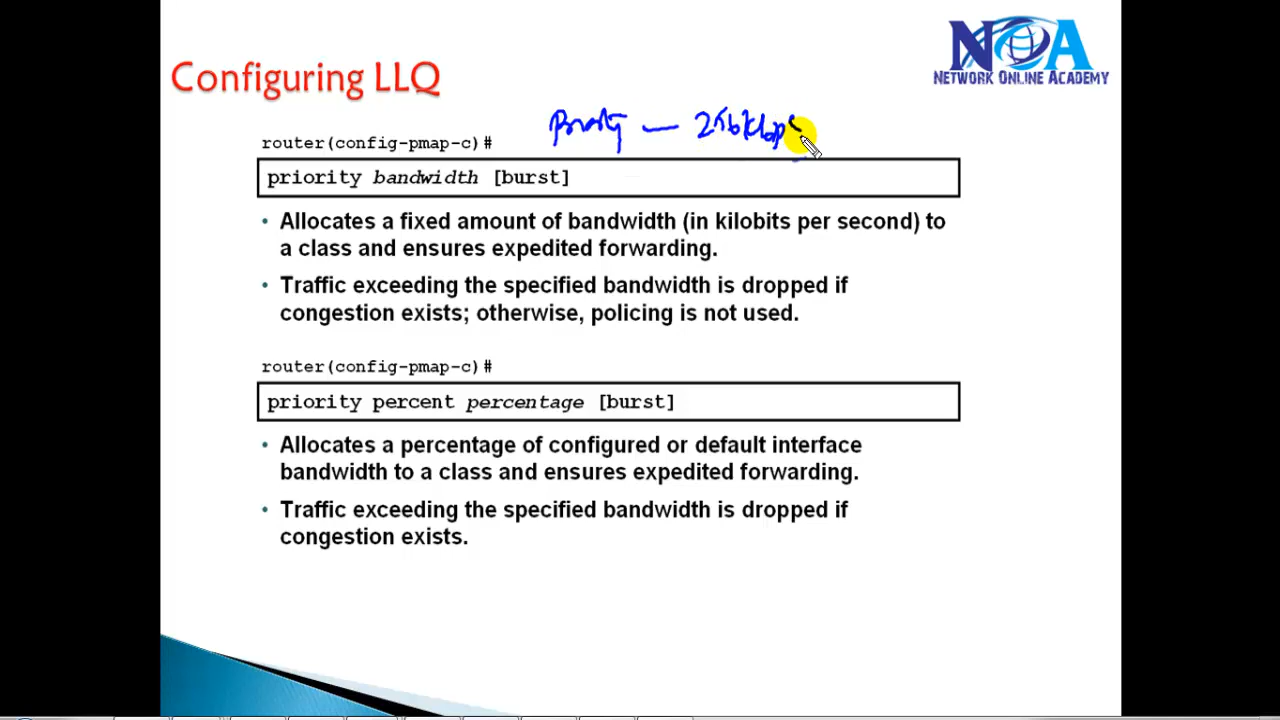 NOA
NETWORK ONLINE ACADEMY
Configuring LLQ
Priority — 256kbps
router(config-pmap-c)#
priority bandwidth [burst]
• Allocates a fixed amount of bandwidth (in kilobits per second) to
a class and ensures expedited forwarding.
• Traffic exceeding the specified bandwidth is dropped if
congestion exists; otherwise, policing is not used.
router(config-pmap-c)#
priority percent percentage [burst]
• Allocates a percentage of configured or default interface
bandwidth to a class and ensures expedited forwarding.
• Traffic exceeding the specified bandwidth is dropped if
congestion exists.